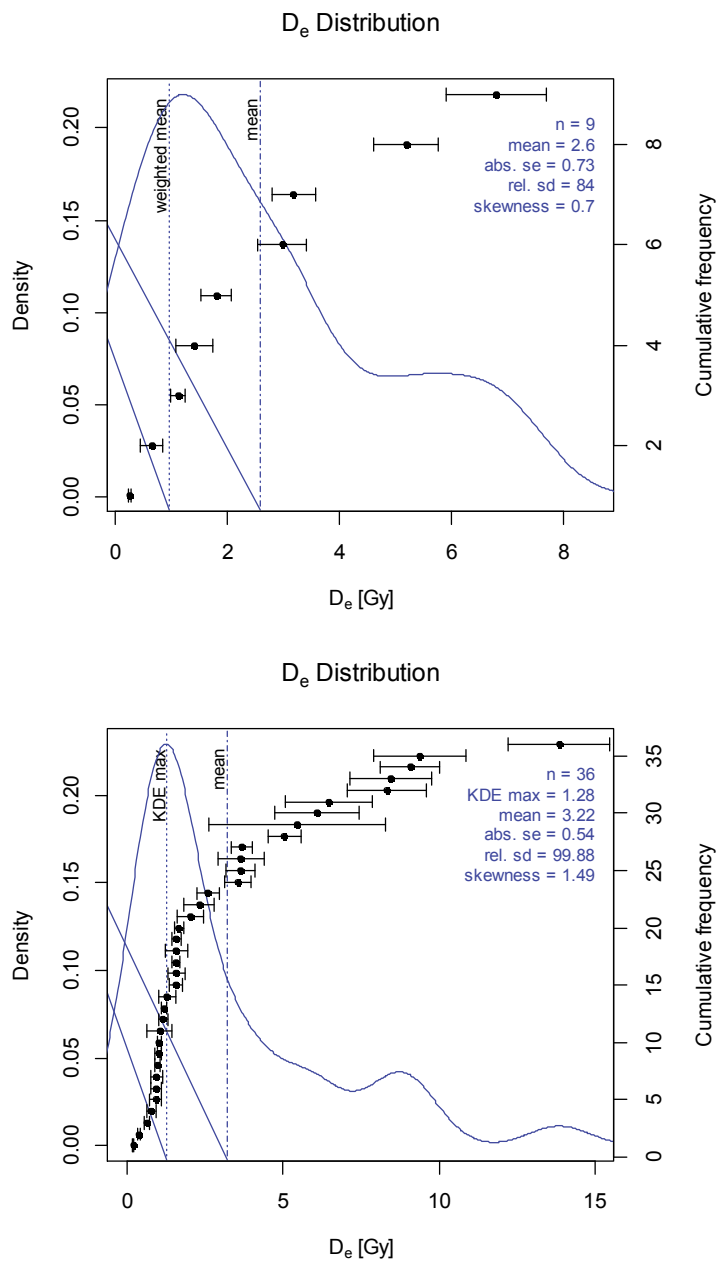 De Distribution
weighted mean
mean
n = 9
mean = 2.6
abs. se = 0.73
rel. sd = 84
skewness = 0.7
Density
0.00 0.05 0.10 0.15 0.20
Cumulative frequency
2 4 6 8
0 2 4 6 8
De [Gy]
De Distribution
KDE max
mean
n = 36
KDE max = 1.28
mean = 3.22
abs. se = 0.54
rel. sd = 99.88
skewness = 1.49
Density
0.00 0.05 0.10 0.15 0.20
Cumulative frequency
0 5 10 15 20 25 30 35
0 5 10 15
De [Gy]